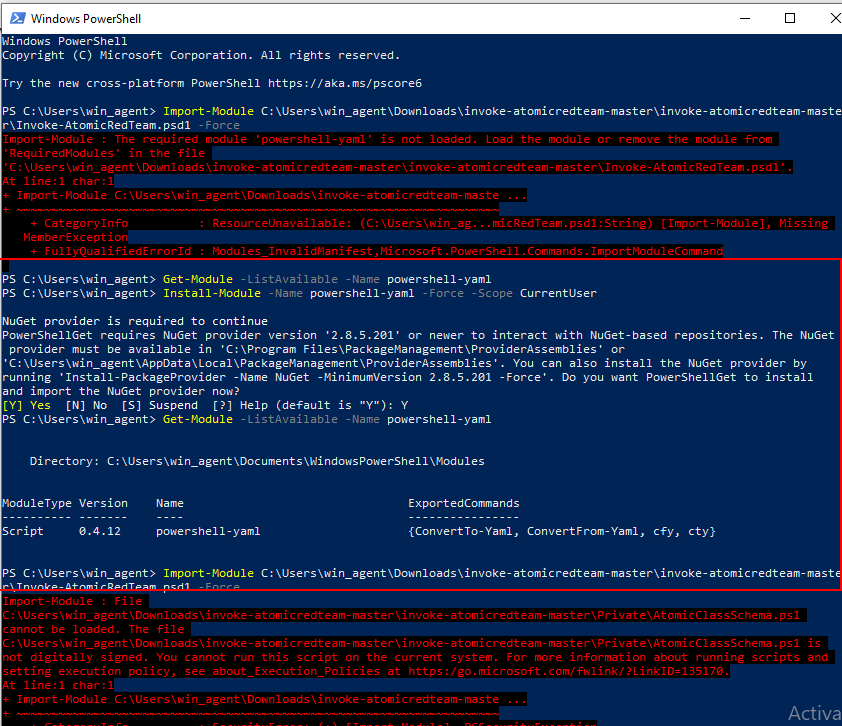 Windows PowerShell
Windows PowerShell
Copyright (C) Microsoft Corporation. All rights reserved.
Try the new cross-platform PowerShell https://aka.ms/pscore6
PS C:\Users\win_agent> Import-Module C:\Users\win_agent\Downloads\invoke-atomicredteam-master\invoke-atomicredteam-maste
r\Invoke-AtomicRedTeam.psd1 -Force
Import-Module : The required module 'powershell-yaml' is not loaded. Load the module or remove the module from
'RequiredModules' in the file
'C:\Users\win_agent\Downloads\invoke-atomicredteam-master\invoke-atomicredteam-master\Invoke-AtomicRedTeam.psd1'.
At line:1 char:1
+ Import-Module C:\Users\win_agent\Downloads\invoke-atomicredteam-maste ...
+ ~~~~~~~~~~~~~~~~~~~~~~~~~~~~~~~~~~~~~~~~~~~~~~~~~~~~~~~~~~~~~~~~~~~~~
+ CategoryInfo          : ResourceUnavailable: (C:\Users\win_ag...micRedTeam.psd1:String) [Import-Module], Missing
MemberException
+ FullyQualifiedErrorId : Modules_InvalidManifest,Microsoft.PowerShell.Commands.ImportModuleCommand
PS C:\Users\win_agent> Get-Module -ListAvailable -Name powershell-yaml
PS C:\Users\win_agent> Install-Module -Name powershell-yaml -Force -Scope CurrentUser
NuGet provider is required to continue
PowerShellGet requires NuGet provider version '2.8.5.201' or newer to interact with NuGet-based repositories. The NuGet
provider must be available in 'C:\Program Files\PackageManagement\ProviderAssemblies' or
'C:\Users\win_agent\AppData\Local\PackageManagement\ProviderAssemblies'. You can also install the NuGet provider by
running 'Install-PackageProvider -Name NuGet -MinimumVersion 2.8.5.201 -Force'. Do you want PowerShellGet to install
and import the NuGet provider now?
[Y] Yes  [N] No  [S] Suspend  [?] Help (default is "Y"): Y
PS C:\Users\win_agent> Get-Module -ListAvailable -Name powershell-yaml
Directory: C:\Users\win_agent\Documents\WindowsPowerShell\Modules
ModuleType Version    Name                                ExportedCommands
---------- -------    ----                                ----------------
Script     0.4.12     powershell-yaml                     {ConvertTo-Yaml, ConvertFrom-Yaml, cfy, cty}
PS C:\Users\win_agent> Import-Module C:\Users\win_agent\Downloads\invoke-atomicredteam-master\invoke-atomicredteam-maste
r\Invoke-AtomicRedTeam.psd1 -Force
Import-Module : File
C:\Users\win_agent\Downloads\invoke-atomicredteam-master\invoke-atomicredteam-master\Private\AtomicClassSchema.ps1
cannot be loaded. The file
C:\Users\win_agent\Downloads\invoke-atomicredteam-master\invoke-atomicredteam-master\Private\AtomicClassSchema.ps1 is
not digitally signed. You cannot run this script on the current system. For more information about running scripts and
setting execution policy, see about_Execution_Policies at https:/go.microsoft.com/fwlink/?LinkID=135170.
At line:1 char:1
+ Import-Module C:\Users\win_agent\Downloads\invoke-atomicredteam-maste ...
+ ~~~~~~~~~~~~~~~~~~~~~~~~~~~~~~~~~~~~~~~~~~~~~~~~~~~~~~~~~~~~~~~~~~~~~
+ CategoryInfo          : SecurityError: (:) [Import-Module], PSSecurityException
Activa